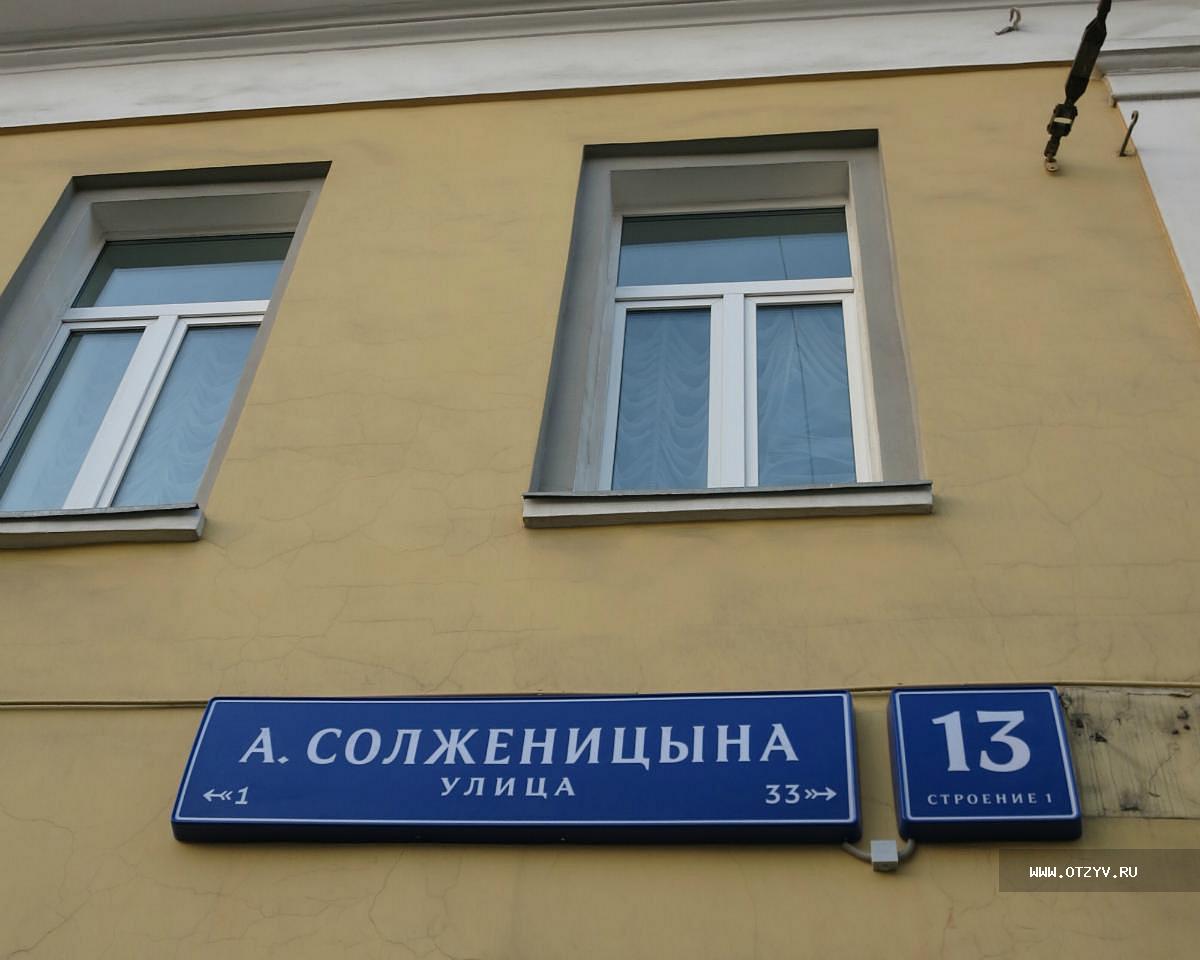 А. СОЛЖЕНИЦЫНА
УЛИЦА
1 33
13
СТРОЕНИЕ 1
WWW.OTZYV.RU